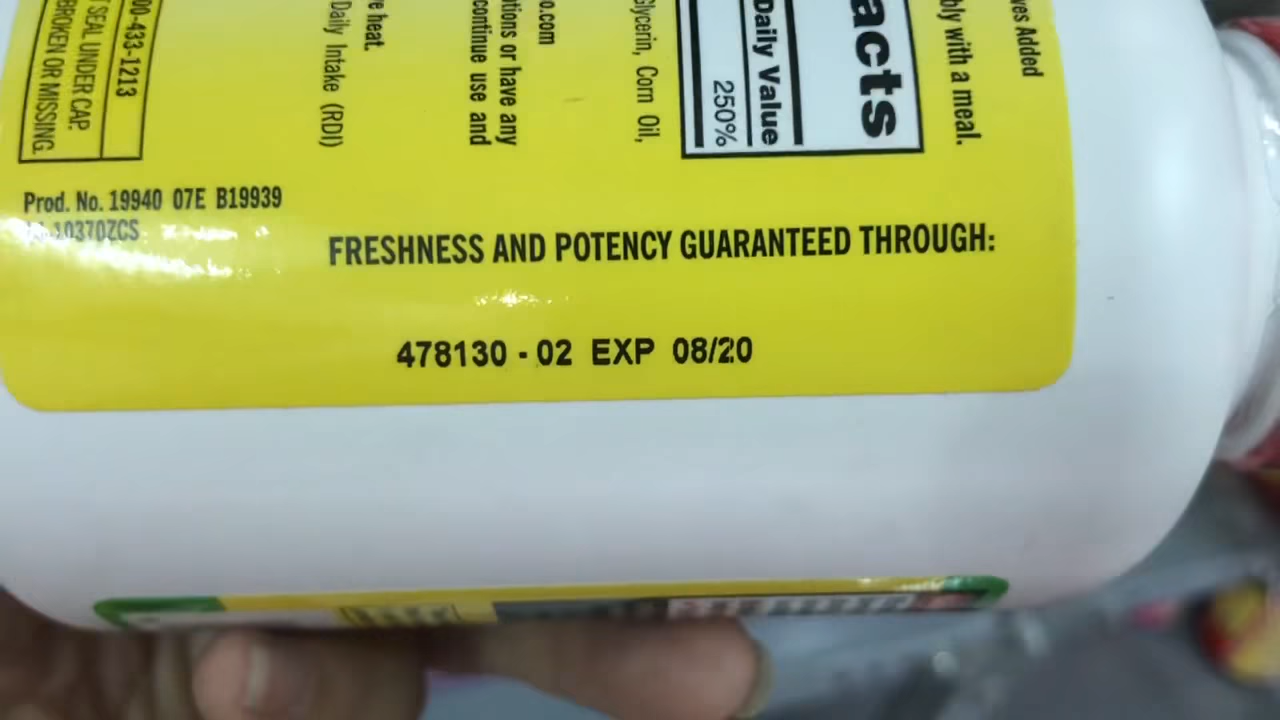 FRESHNESS AND POTENCY GUARANTEED THROUGH:
478130 - 02 EXP 08/20
Prod. No. 19940 07E B19939
10370ZCS
ves Added
bly with a meal.
acts
Daily Value
250%
Glycerin, Corn Oil,
o.com
tions or have any
continue use and
e heat.
Daily Intake (RDI)
00-433-1213
SEAL UNDER CAP.
BROKEN OR MISSING.